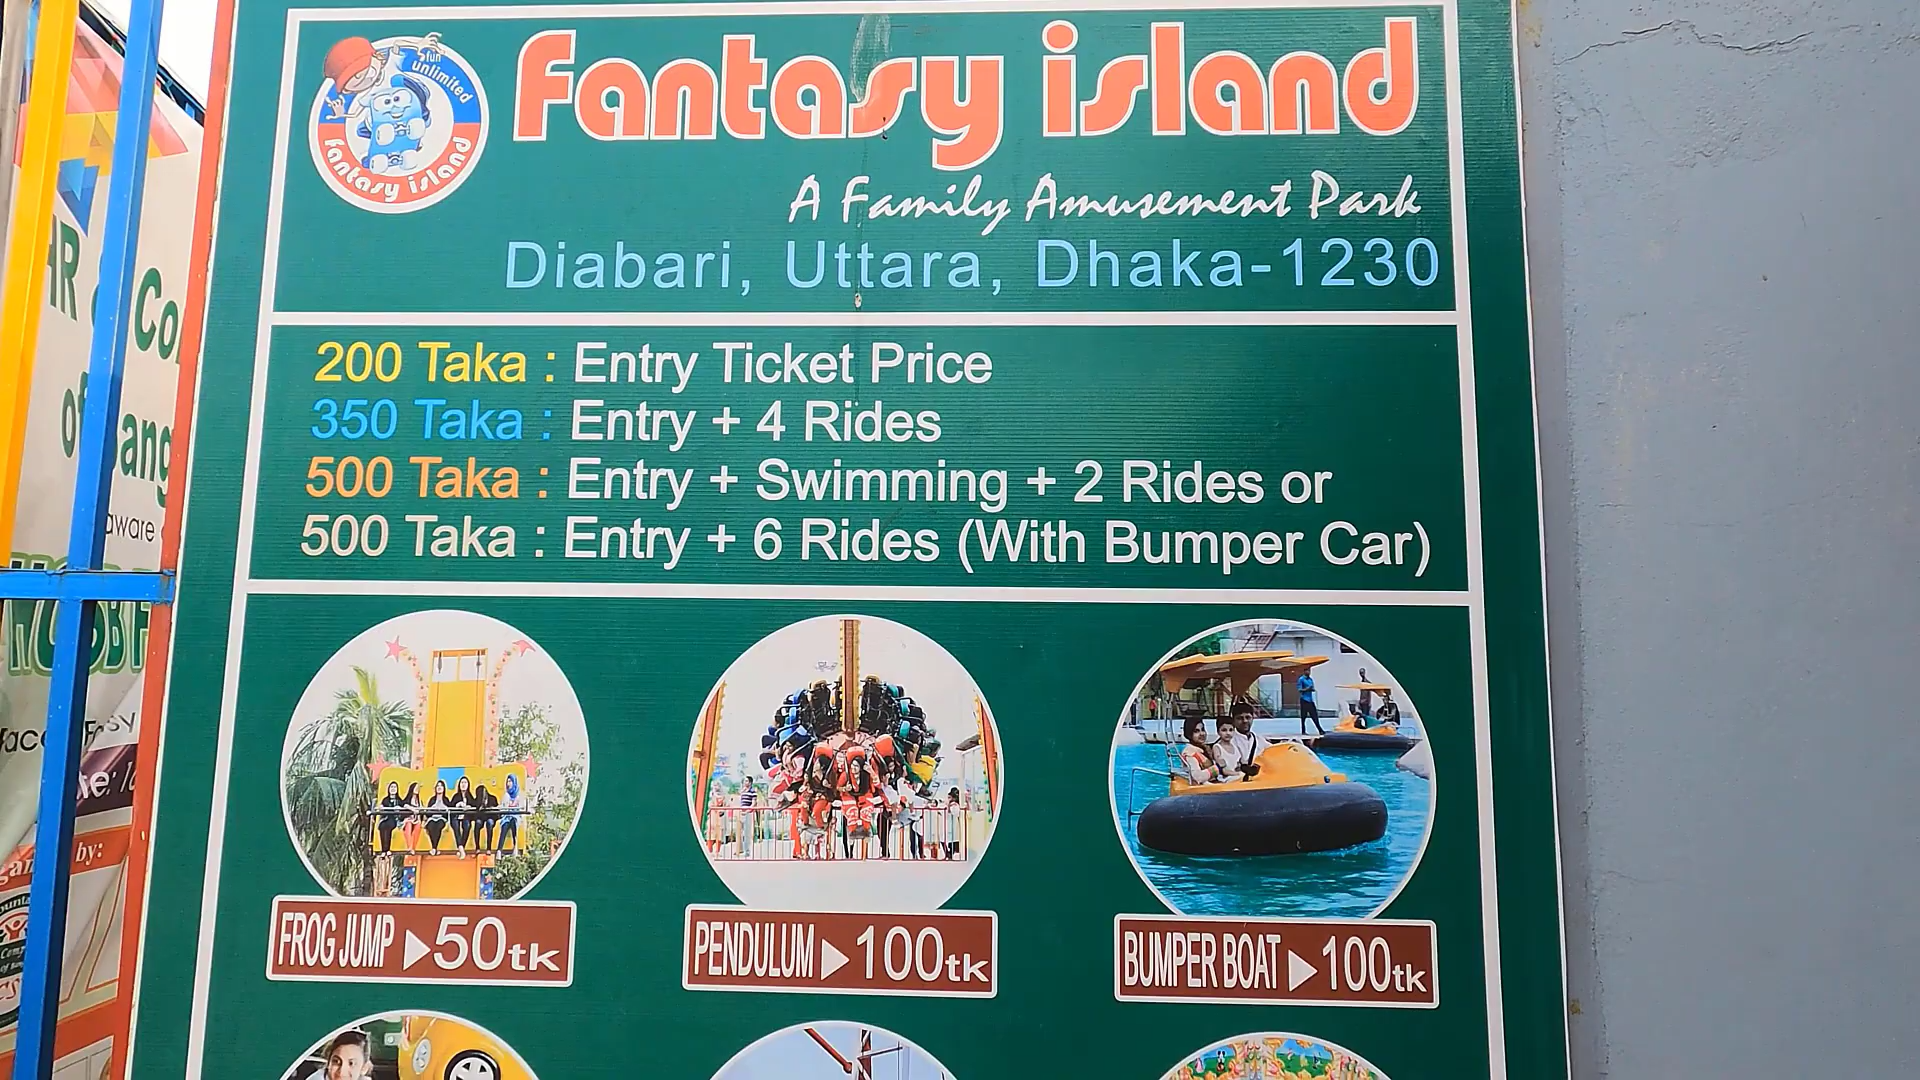 fun
unlimited
fantasy island
fantasy island
A Family Amusement Park
Diabari, Uttara, Dhaka-1230
200 Taka : Entry Ticket Price
350 Taka : Entry + 4 Rides
500 Taka : Entry + Swimming + 2 Rides or
500 Taka : Entry + 6 Rides (With Bumper Car)
FROG JUMP ▶ 50tk
PENDULUM ▶ 100tk
BUMPER BOAT ▶ 100tk
of
by: